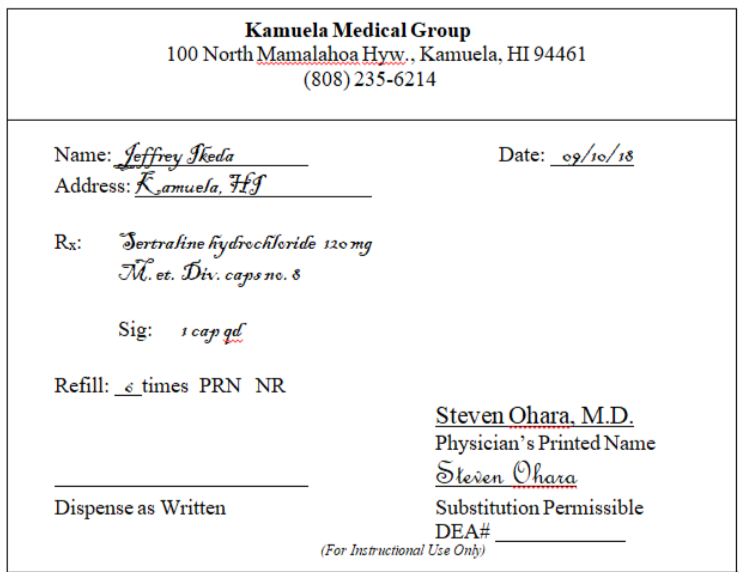 Kamuela Medical Group
100 North Mamalahoa Hyw., Kamuela, HI 94461
(808) 235-6214
Name: Jeffrey Ikeda Date: 09/10/18
Address: Kamuela, HI
Rx: Sertraline hydrochloride 120 mg
M. et. Div. caps no. 8
Sig: 1 cap qd
Refill: 6 times PRN NR
Steven Ohara, M.D.
Physician's Printed Name
Steven Ohara
Dispense as Written Substitution Permissible
DEA#
(For Instructional Use Only)